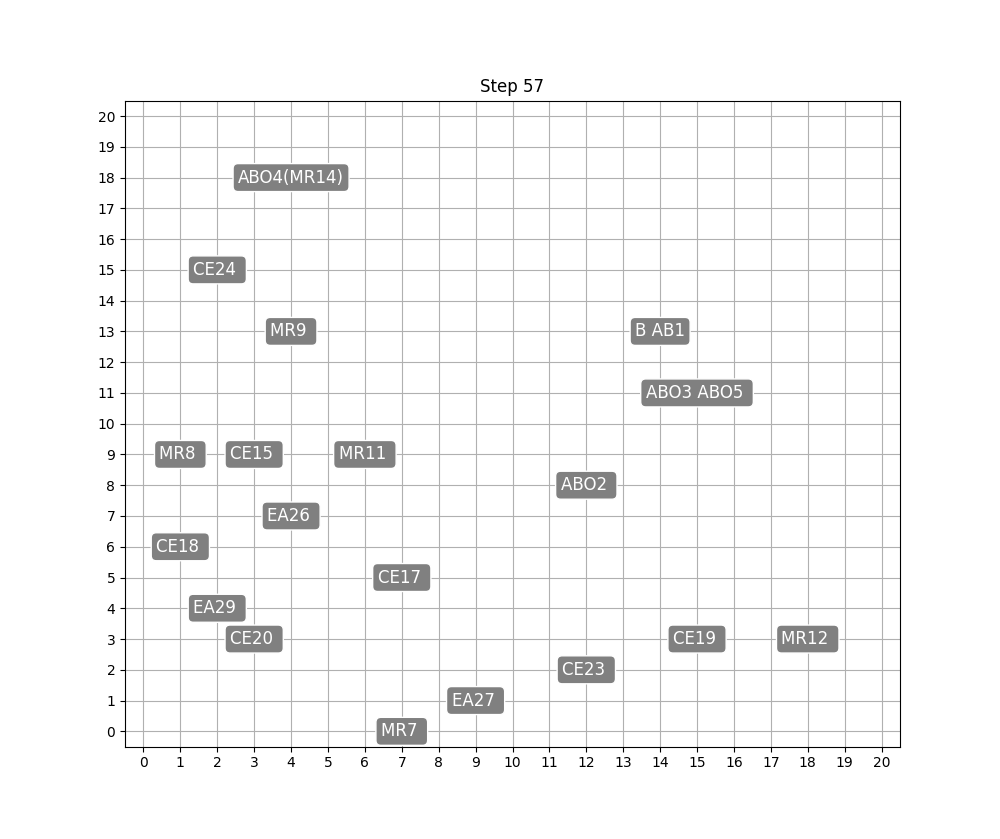 Step 57
20
19
18 ABO4(MR14)
17
16
15 CE24
14
13 MR9 B AB1
12
11 ABO3 ABO5
10
9 MR8 CE15 MR11
8 ABO2
7 EA26
6 CE18
5 CE17
4 EA29
3 CE20 CE19 MR12
2 CE23
1 EA27
0 MR7
0 1 2 3 4 5 6 7 8 9 10 11 12 13 14 15 16 17 18 19 20